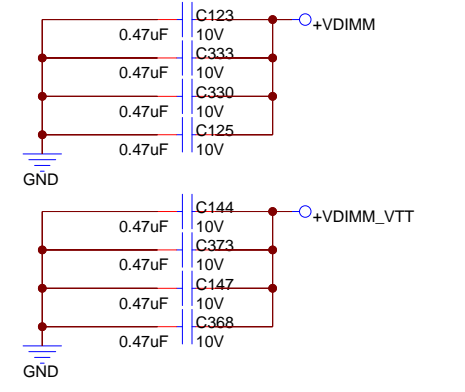 C123
+VDIMM
0.47uF 10V
C333
0.47uF 10V
C330
0.47uF 10V
C125
0.47uF 10V
GND
C144
+VDIMM_VTT
0.47uF 10V
C373
0.47uF 10V
C147
0.47uF 10V
C368
0.47uF 10V
GND